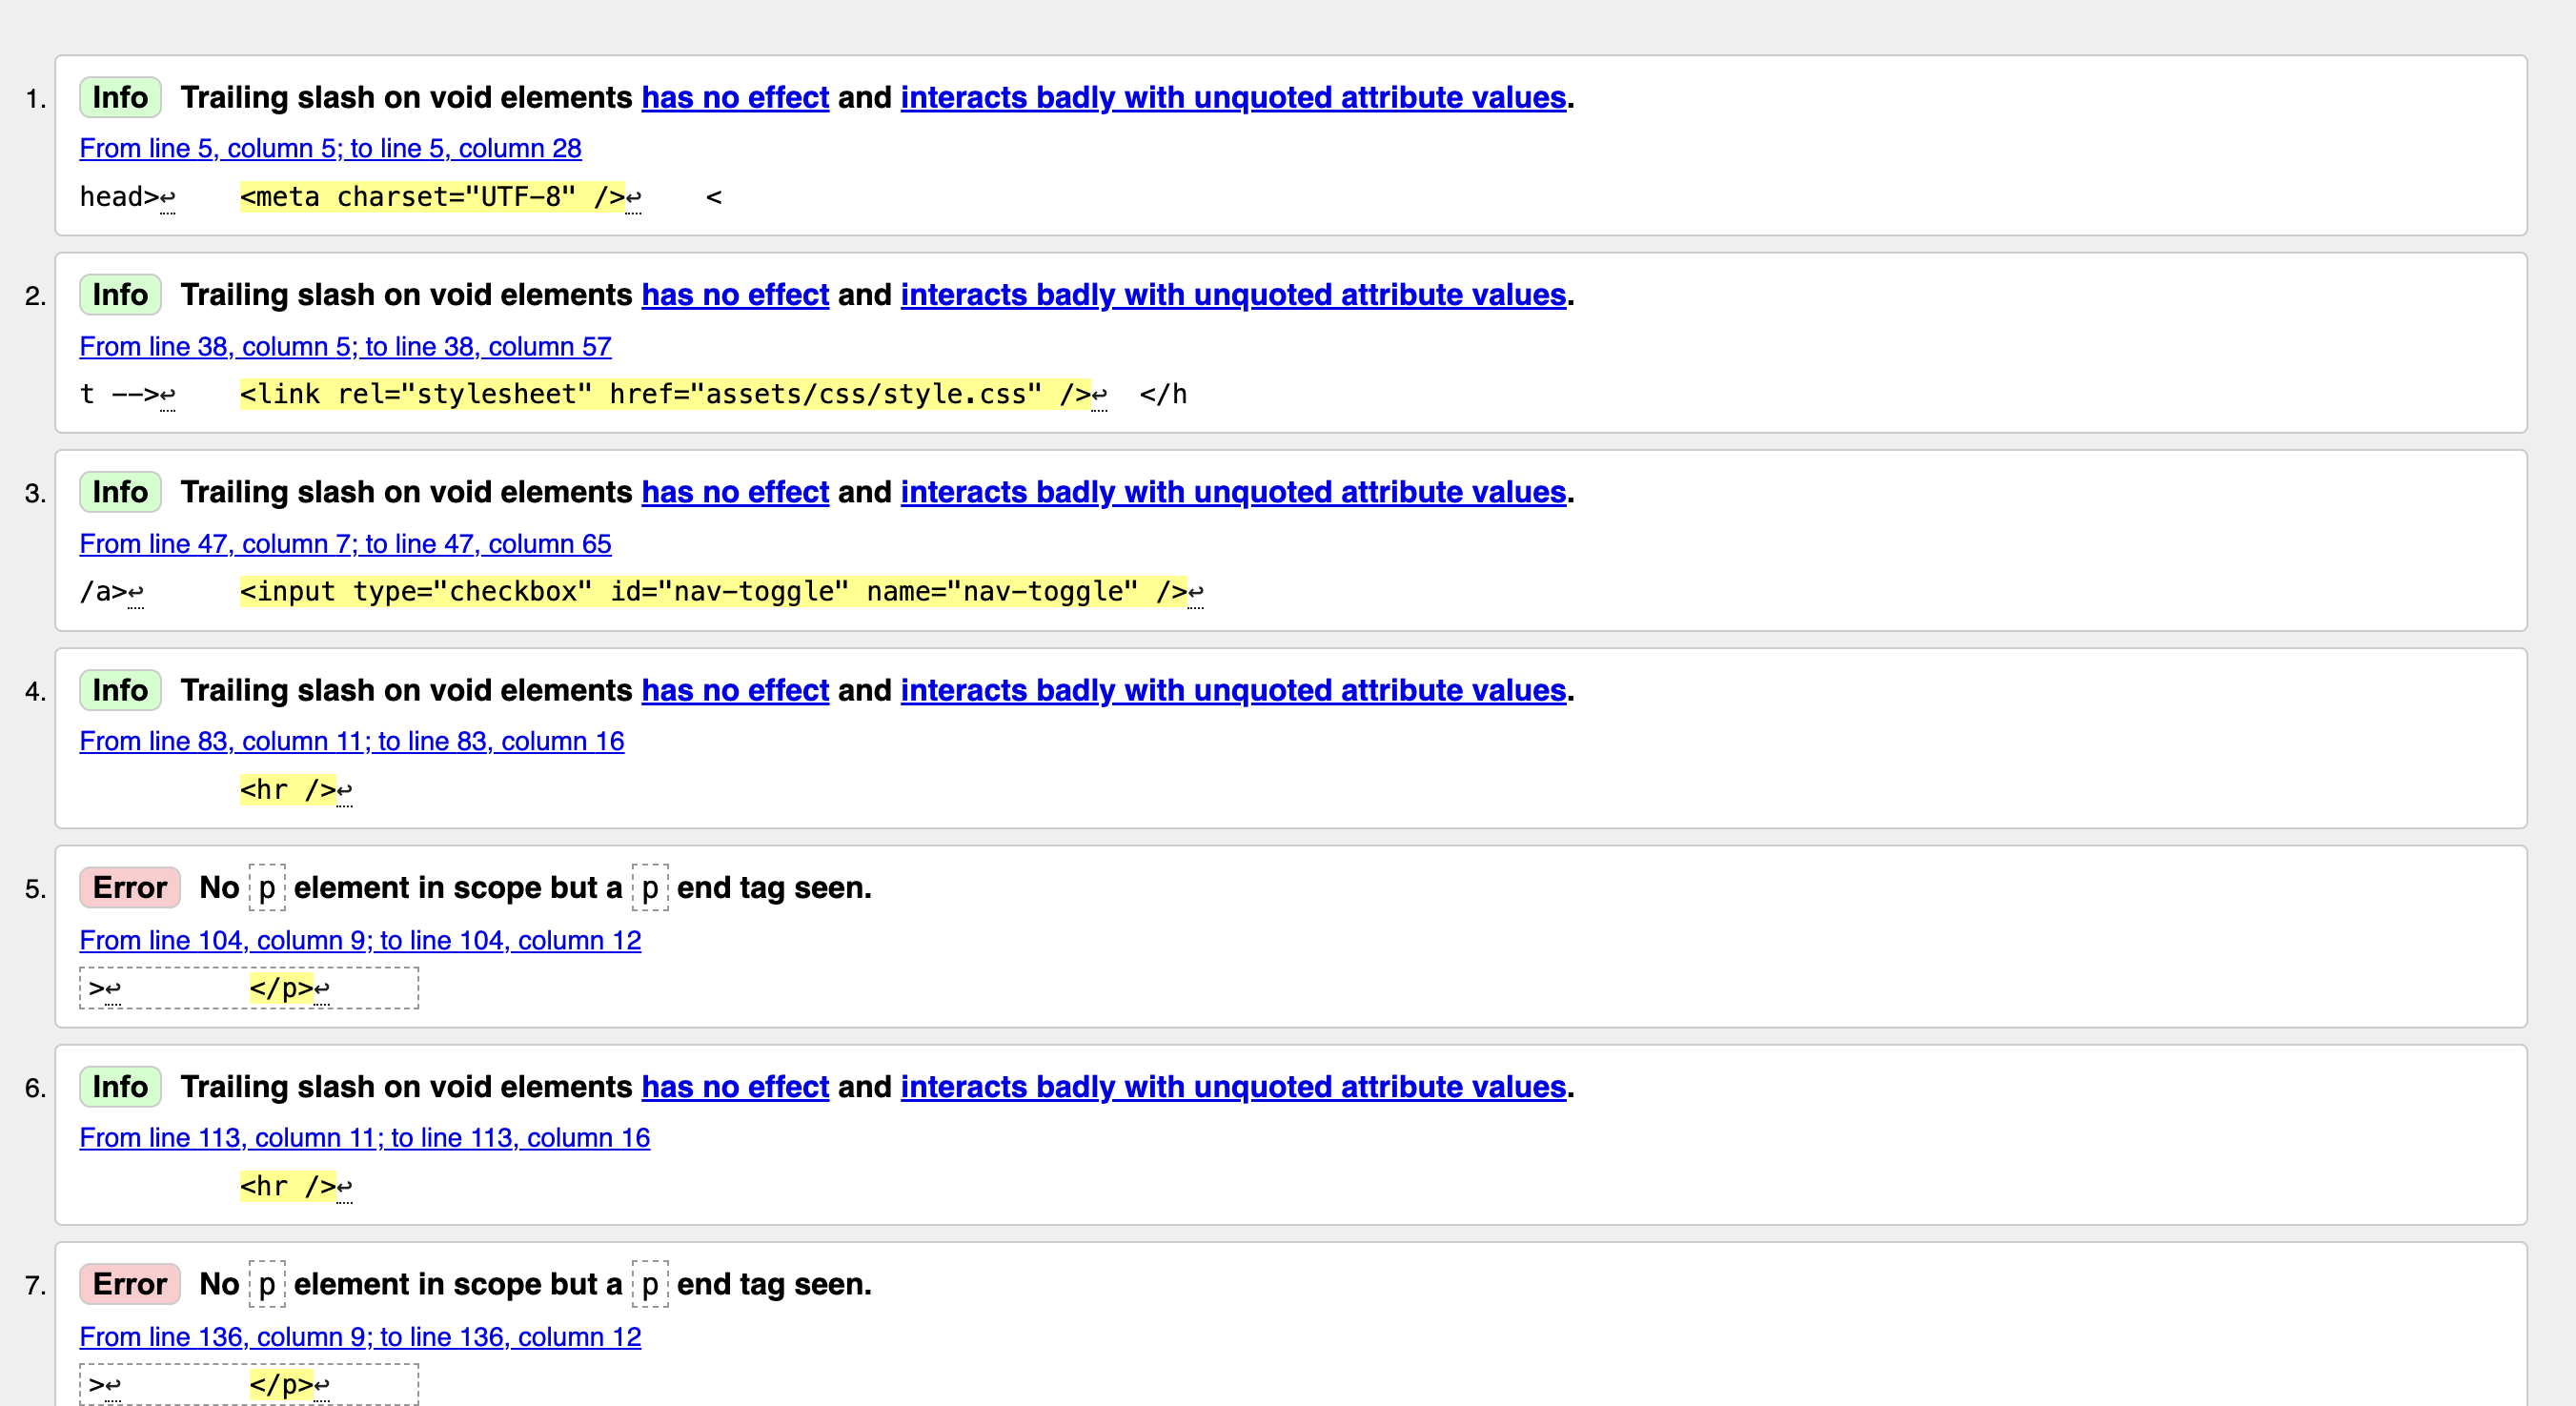 1. Info Trailing slash on void elements has no effect and interacts badly with unquoted attribute values.
From line 5, column 5; to line 5, column 28
head>↩    <meta charset="UTF-8" />↩    <
2. Info Trailing slash on void elements has no effect and interacts badly with unquoted attribute values.
From line 38, column 5; to line 38, column 57
t -->↩    <link rel="stylesheet" href="assets/css/style.css" />↩  </h
3. Info Trailing slash on void elements has no effect and interacts badly with unquoted attribute values.
From line 47, column 7; to line 47, column 65
/a>↩      <input type="checkbox" id="nav-toggle" name="nav-toggle" />↩
4. Info Trailing slash on void elements has no effect and interacts badly with unquoted attribute values.
From line 83, column 11; to line 83, column 16
<hr />↩
5. Error No p element in scope but a p end tag seen.
From line 104, column 9; to line 104, column 12
>↩        </p>↩
6. Info Trailing slash on void elements has no effect and interacts badly with unquoted attribute values.
From line 113, column 11; to line 113, column 16
<hr />↩
7. Error No p element in scope but a p end tag seen.
From line 136, column 9; to line 136, column 12
>↩        </p>↩